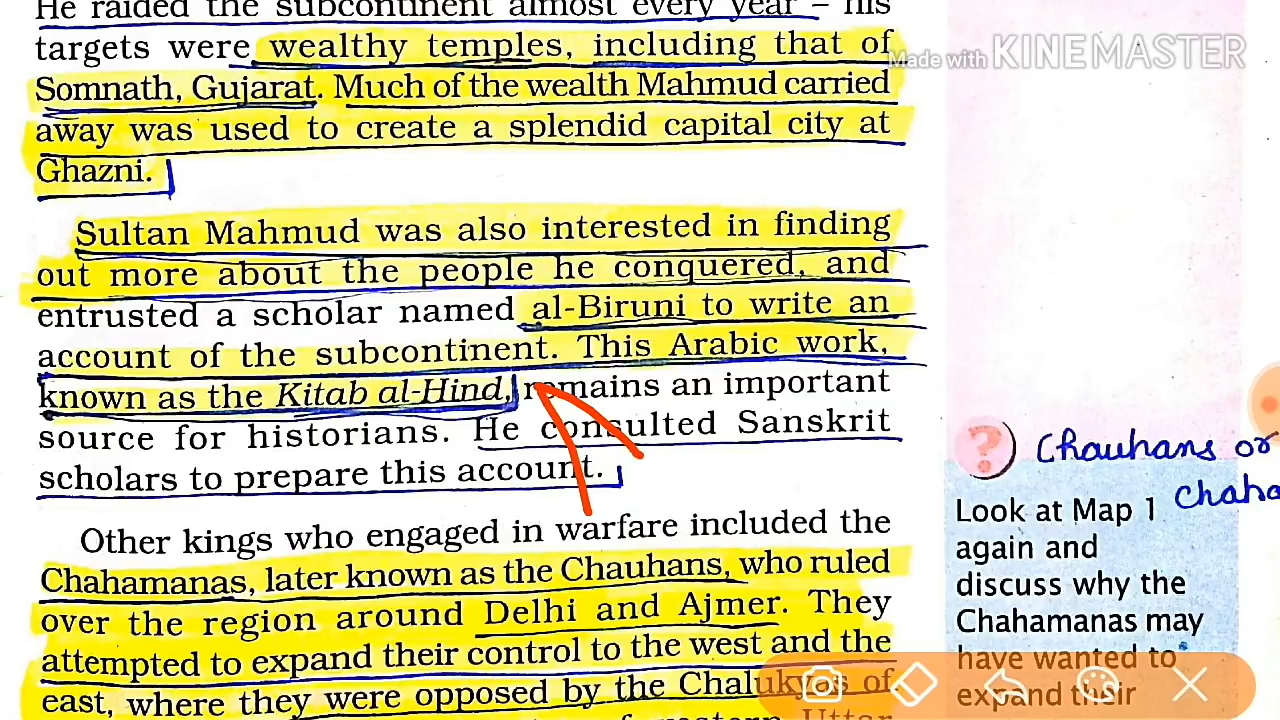 He raided the subcontinent almost every year – his
targets were wealthy temples, including that of
Somnath, Gujarat. Much of the wealth Mahmud carried
away was used to create a splendid capital city at
Ghazni.
Sultan Mahmud was also interested in finding
out more about the people he conquered, and
entrusted a scholar named al-Biruni to write an
account of the subcontinent. This Arabic work,
known as the Kitab al-Hind, remains an important
source for historians. He consulted Sanskrit
scholars to prepare this account.
Other kings who engaged in warfare included the
Chahamanas, later known as the Chauhans, who ruled
over the region around Delhi and Ajmer. They
attempted to expand their control to the west and the
east, where they were opposed by the Chalukyas of
western Uttar
Made with KINEMASTER
?
Chauhans or
Chaha
Look at Map 1
again and
discuss why the
Chahamanas may
have wanted to
expand their